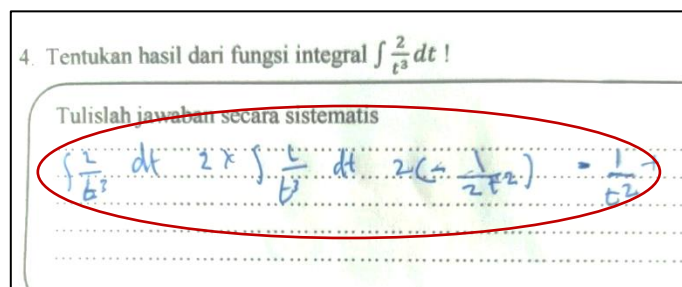 4. Tentukan hasil dari fungsi integral ∫ 2/t³ dt !
Tulislah jawaban secara sistematis
∫ 2/t³ dt 2 x ∫ t/t³ dt 2(- 1/2t2) - 1/t2 +